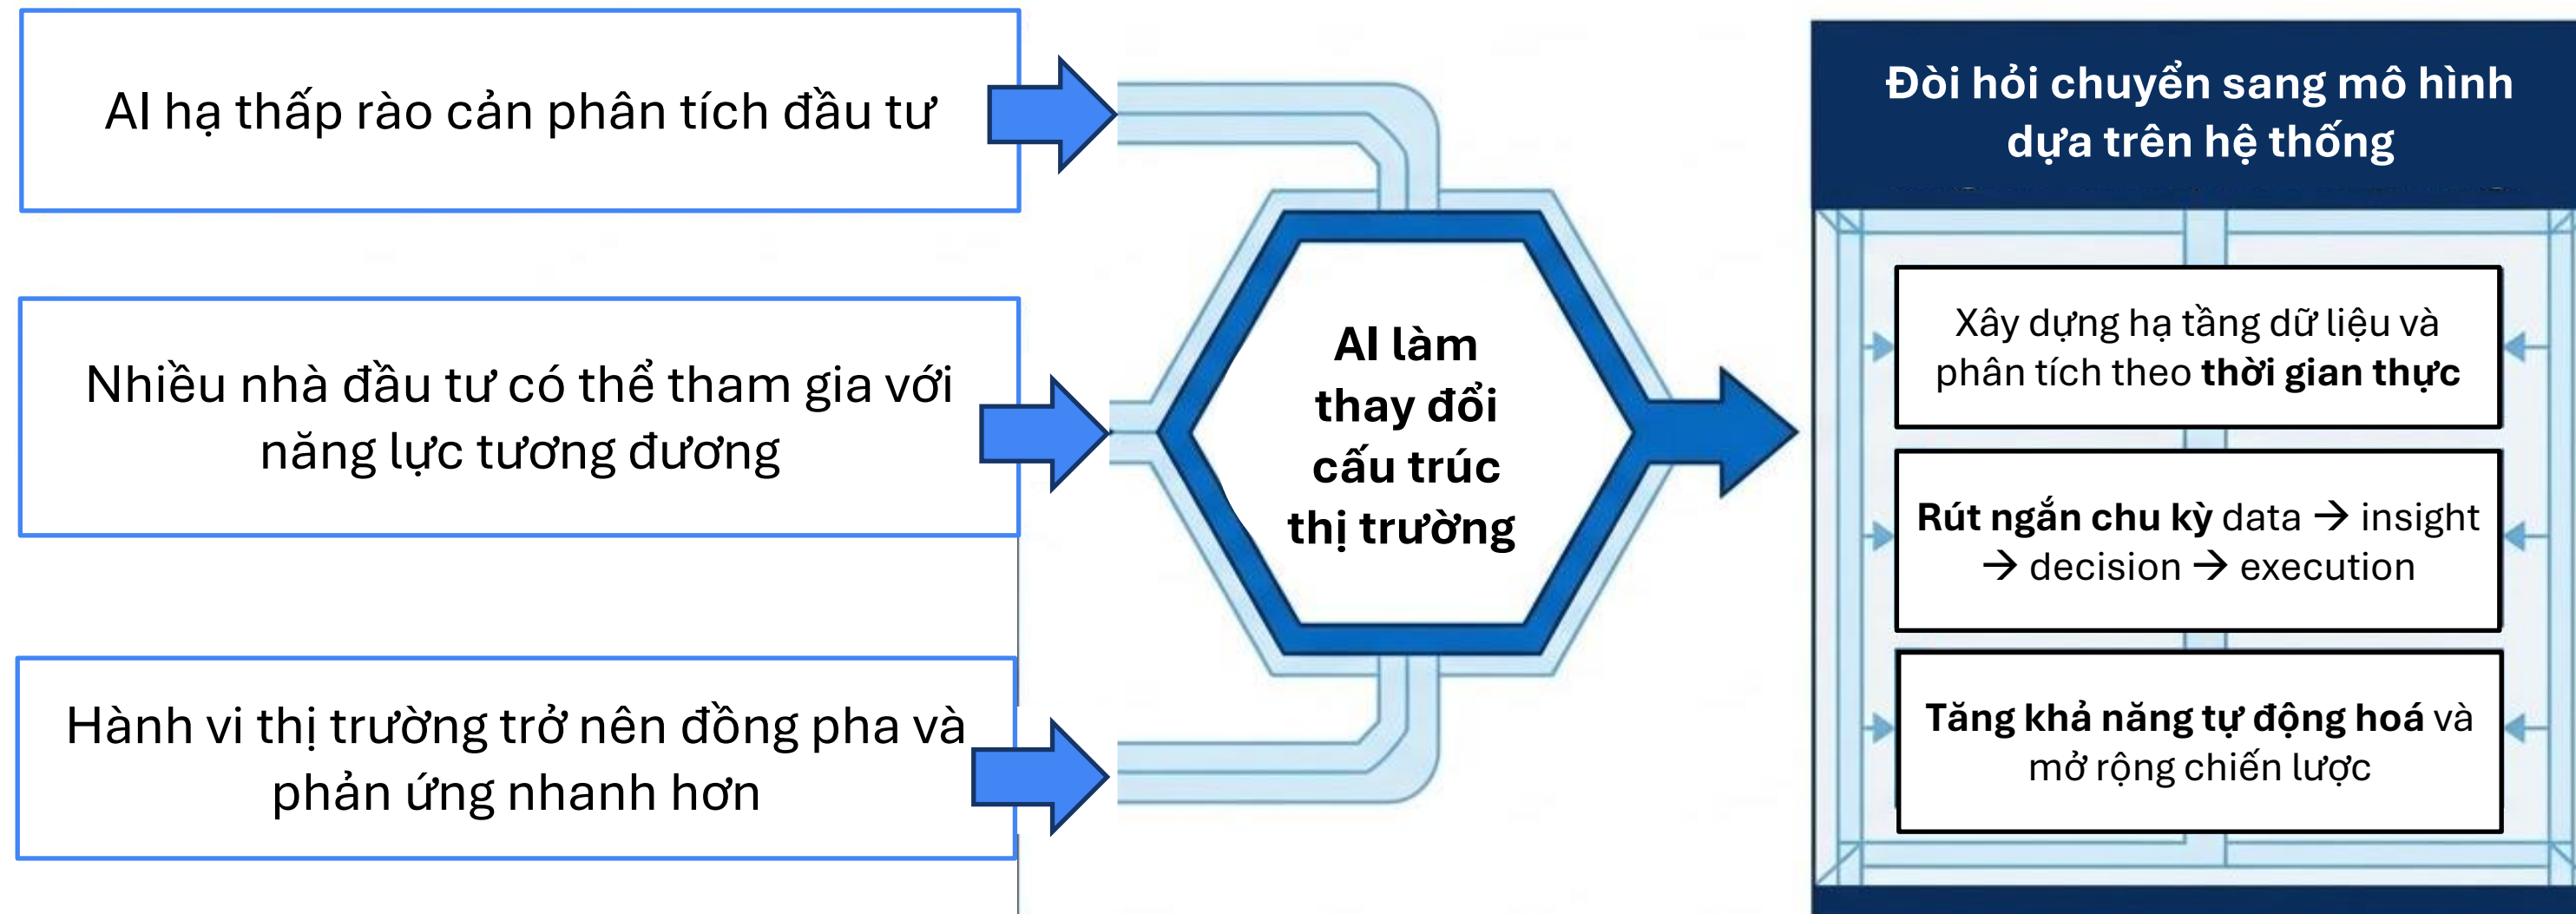 AI hạ thấp rào cản phân tích đầu tư
Nhiều nhà đầu tư có thể tham gia với
năng lực tương đương
Hành vi thị trường trở nên đồng pha và
phản ứng nhanh hơn
AI làm
thay đổi
cấu trúc
thị trường
Đòi hỏi chuyển sang mô hình
dựa trên hệ thống
Xây dựng hạ tầng dữ liệu và
phân tích theo thời gian thực
Rút ngắn chu kỳ data → insight
→ decision → execution
Tăng khả năng tự động hoá và
mở rộng chiến lược